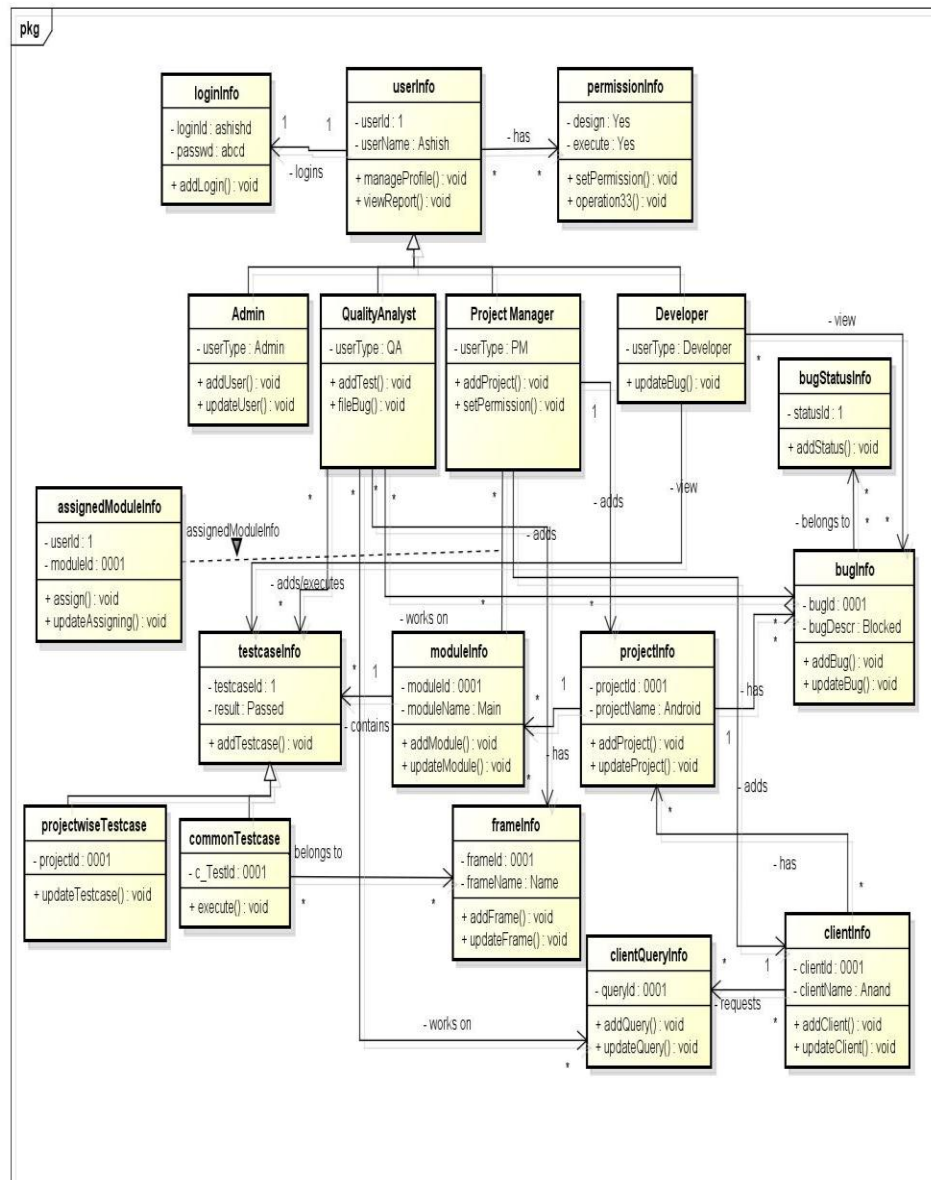 pkg
loginInfo
- loginId : ashishd
- passwd : abcd
+ addLogin() : void
1
1
- logins
userInfo
- userId : 1
- userName : Ashish
+ manageProfile() : void
+ viewReport() : void
- has
*
*
permissionInfo
- design : Yes
- execute : Yes
+ setPermission() : void
+ operation33() : void
Admin
- userType : Admin
+ addUser() : void
+ updateUser() : void
QualityAnalyst
- userType : QA
+ addTest() : void
+ fileBug() : void
Project Manager
- userType : PM
+ addProject() : void
+ setPermission() : void
Developer
- userType : Developer
+ updateBug() : void
- view
*
1
bugStatusInfo
- statusId : 1
+ addStatus() : void
*
*
*
*
*
- view
- adds
- adds
- belongs to
*
*
*
assignedModuleInfo
- userId : 1
- moduleId : 0001
+ assign() : void
+ updateAssigning() : void
assignedModuleInfo
- adds/executes
*
*
- works on
*
*
bugInfo
- bugId : 0001
- bugDescr : Blocked
+ addBug() : void
+ updateBug() : void
*
*
testcaseInfo
- testcaseId : 1
- result : Passed
+ addTestcase() : void
*
1
- contains
moduleInfo
- moduleId : 0001
- moduleName : Main
+ addModule() : void
+ updateModule() : void
*
1
- has
*
projectInfo
- projectId : 0001
- projectName : Android
+ addProject() : void
+ updateProject() : void
- has
1
- adds
*
projectwiseTestcase
- projectId : 0001
+ updateTestcase() : void
commonTestcase
- c_TestId : 0001
+ execute() : void
belongs to
*
*
frameInfo
- frameId : 0001
- frameName : Name
+ addFrame() : void
+ updateFrame() : void
- has
*
clientQueryInfo
- queryId : 0001
+ addQuery() : void
+ updateQuery() : void
*
1
- requests
*
clientInfo
- clientId : 0001
- clientName : Anand
+ addClient() : void
+ updateClient() : void
- works on
*